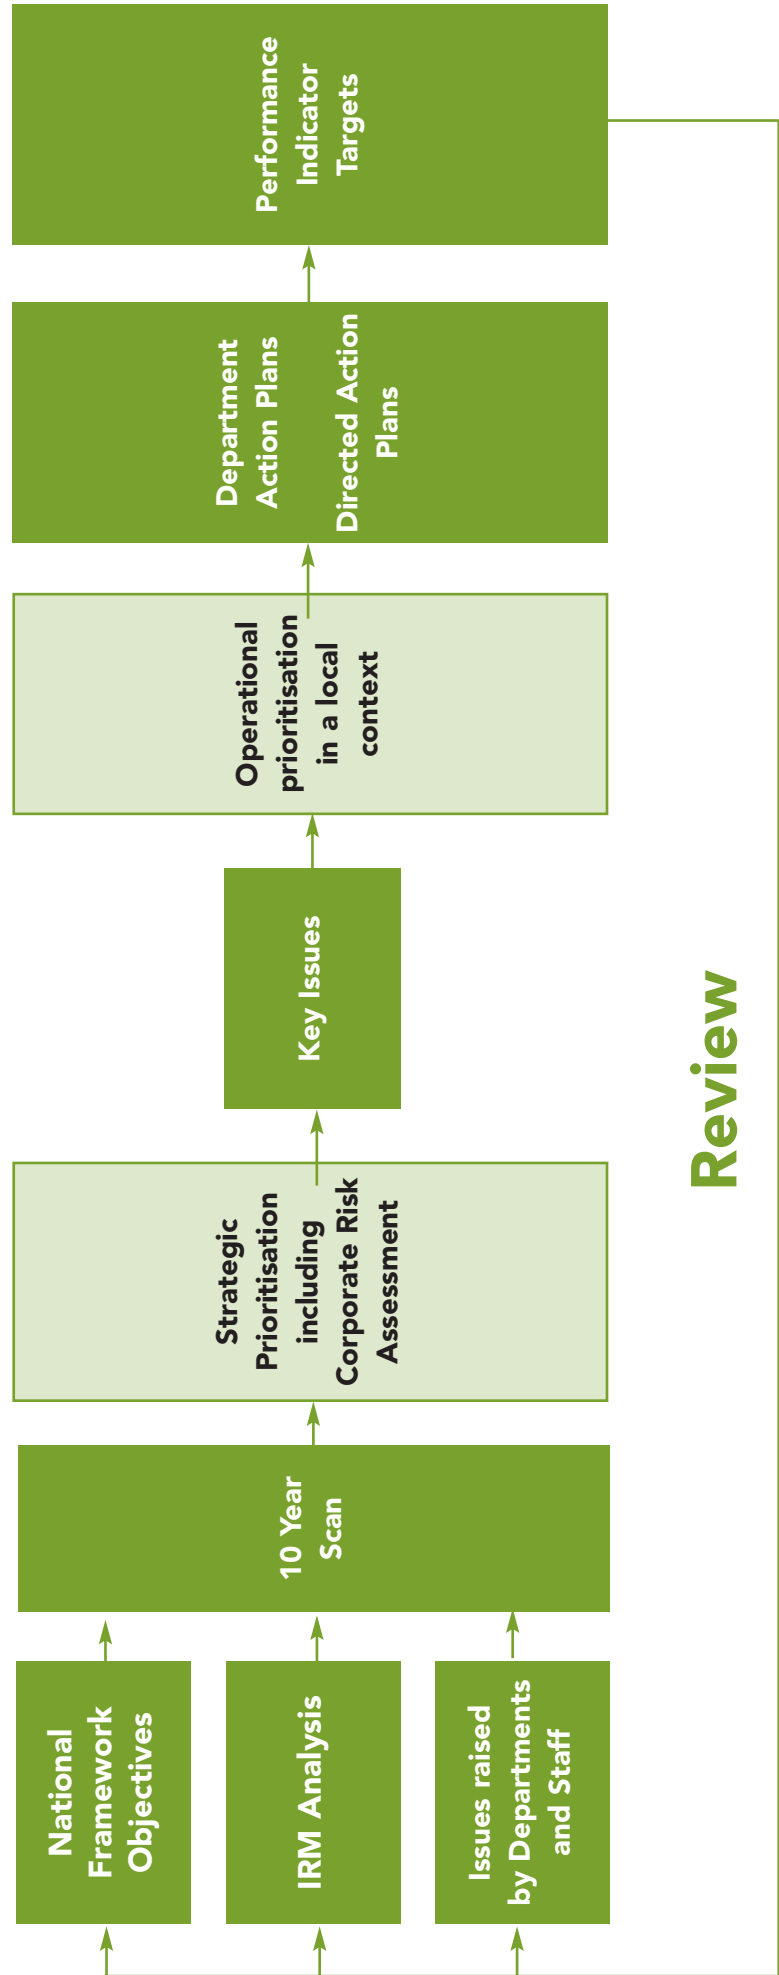 National
Framework
Objectives
IRM Analysis
Issues raised
by Departments
and Staff
10 Year
Scan
Strategic
Prioritisation
including
Corporate Risk
Assessment
Key Issues
Operational
prioritisation
in a local
context
Department
Action Plans
Directed Action
Plans
Performance
Indicator
Targets
Review